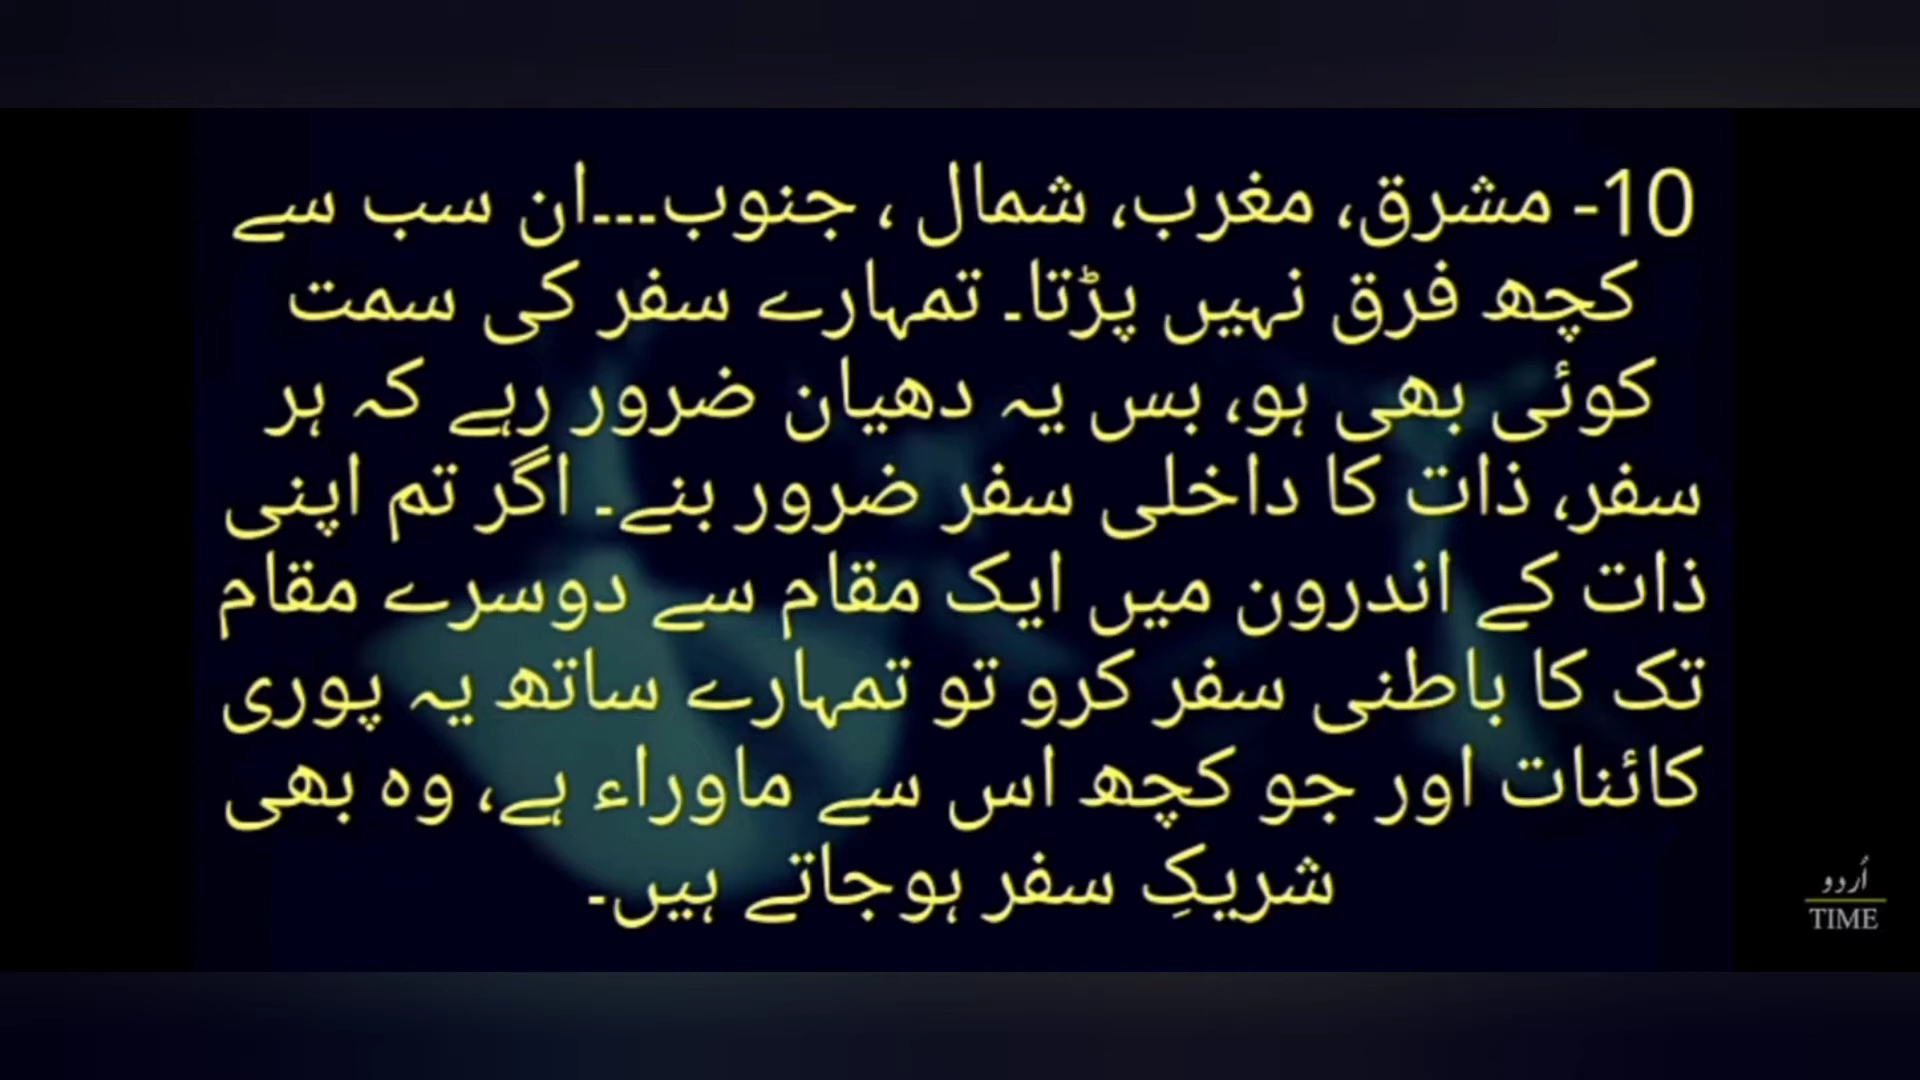 10- مشرق، مغرب، شمال ، جنوب۔۔۔ان سب سے
کچھ فرق نہیں پڑتا۔ تمہارے سفر کی سمت
کوئی بھی ہو، بس یہ دھیان ضرور رہے کہ ہر
سفر، ذات کا داخلی سفر ضرور بنے۔ اگر تم اپنی
ذات کے اندرون میں ایک مقام سے دوسرے مقام
تک کا باطنی سفر کرو تو تمہارے ساتھ یہ پوری
کائنات اور جو کچھ اس سے ماوراء ہے، وہ بھی
شریکِ سفر ہوجاتے ہیں۔
اُردو
TIME